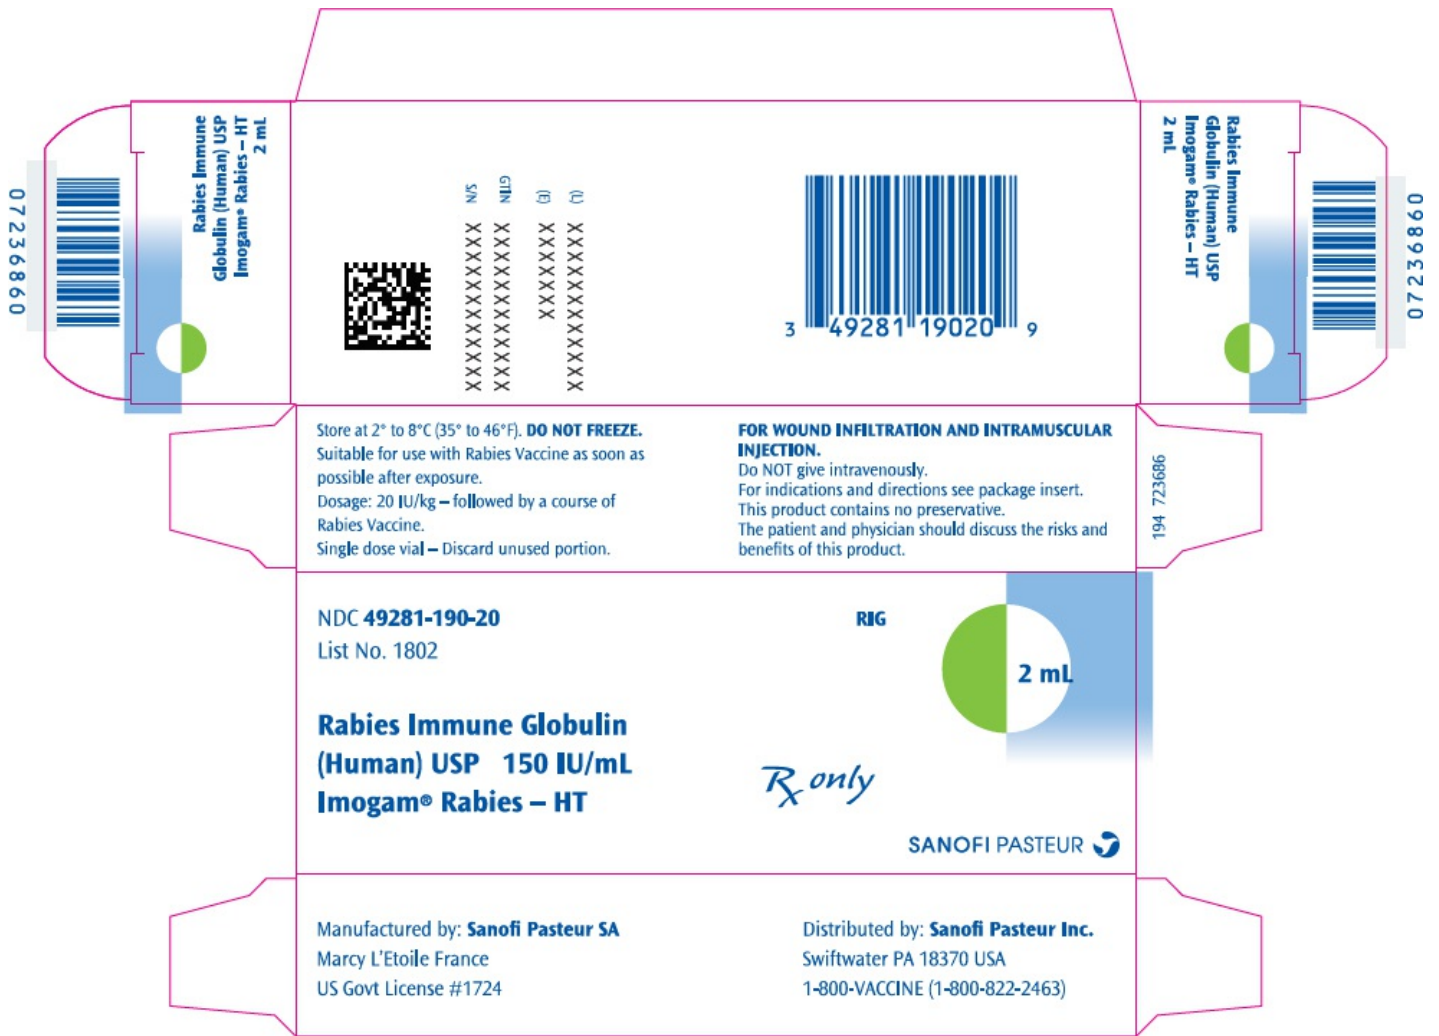 Rabies Immune
Globulin (Human) USP
Imogam® Rabies – HT
2 mL
07236860
S/N XXXXXXXXXXXXXX
GTIN XXXXXXXXXXXXXX
(E) XXXXXX
(L) XXXXXXXXXXXXXX
3 49281 19020 9
Rabies Immune
Globulin (Human) USP
Imogam® Rabies – HT
2 mL
07236860
Store at 2° to 8°C (35° to 46°F). DO NOT FREEZE.
Suitable for use with Rabies Vaccine as soon as
possible after exposure.
Dosage: 20 IU/kg – followed by a course of
Rabies Vaccine.
Single dose vial – Discard unused portion.
FOR WOUND INFILTRATION AND INTRAMUSCULAR
INJECTION.
Do NOT give intravenously.
For indications and directions see package insert.
This product contains no preservative.
The patient and physician should discuss the risks and
benefits of this product.
194 723686
NDC 49281-190-20
List No. 1802
RIG
2 mL
Rabies Immune Globulin
(Human) USP 150 IU/mL
Imogam® Rabies – HT
Rx only
SANOFI PASTEUR
Manufactured by: Sanofi Pasteur SA
Marcy L'Etoile France
US Govt License #1724
Distributed by: Sanofi Pasteur Inc.
Swiftwater PA 18370 USA
1-800-VACCINE (1-800-822-2463)